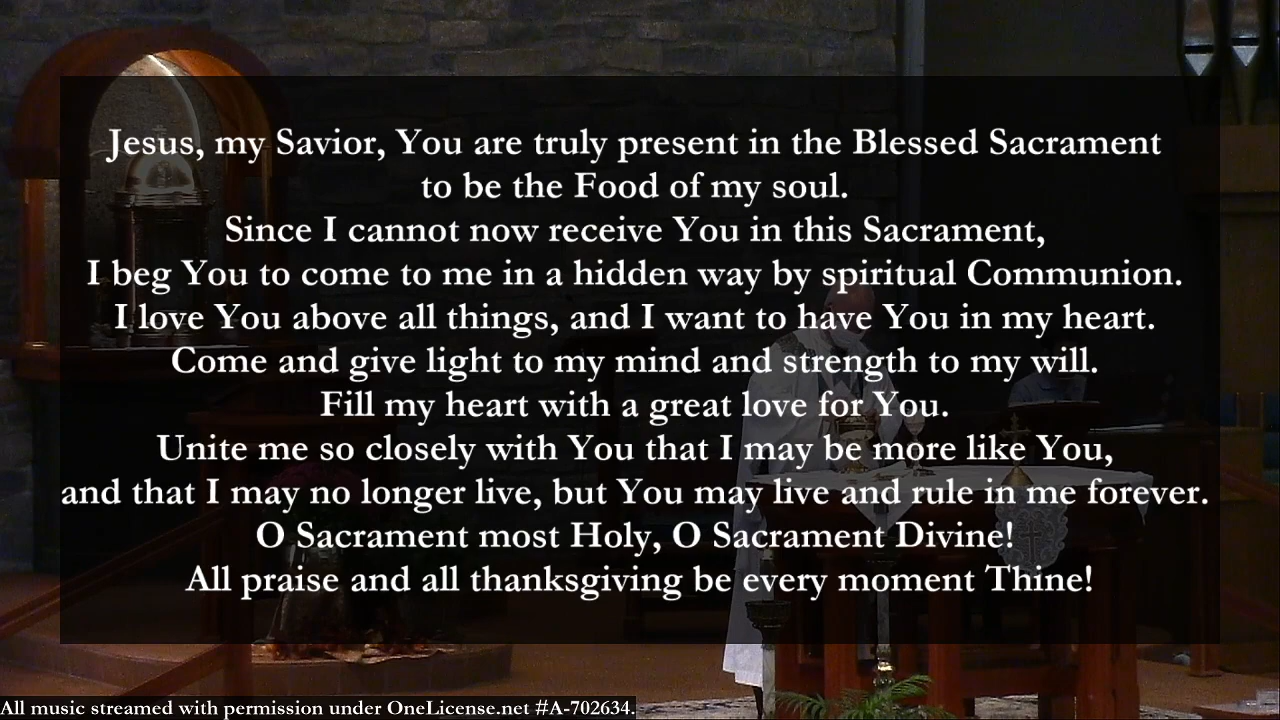 Jesus, my Savior, You are truly present in the Blessed Sacrament
to be the Food of my soul.
Since I cannot now receive You in this Sacrament,
I beg You to come to me in a hidden way by spiritual Communion.
I love You above all things, and I want to have You in my heart.
Come and give light to my mind and strength to my will.
Fill my heart with a great love for You.
Unite me so closely with You that I may be more like You,
and that I may no longer live, but You may live and rule in me forever.
O Sacrament most Holy, O Sacrament Divine!
All praise and all thanksgiving be every moment Thine!
All music streamed with permission under OneLicense.net #A-702634.